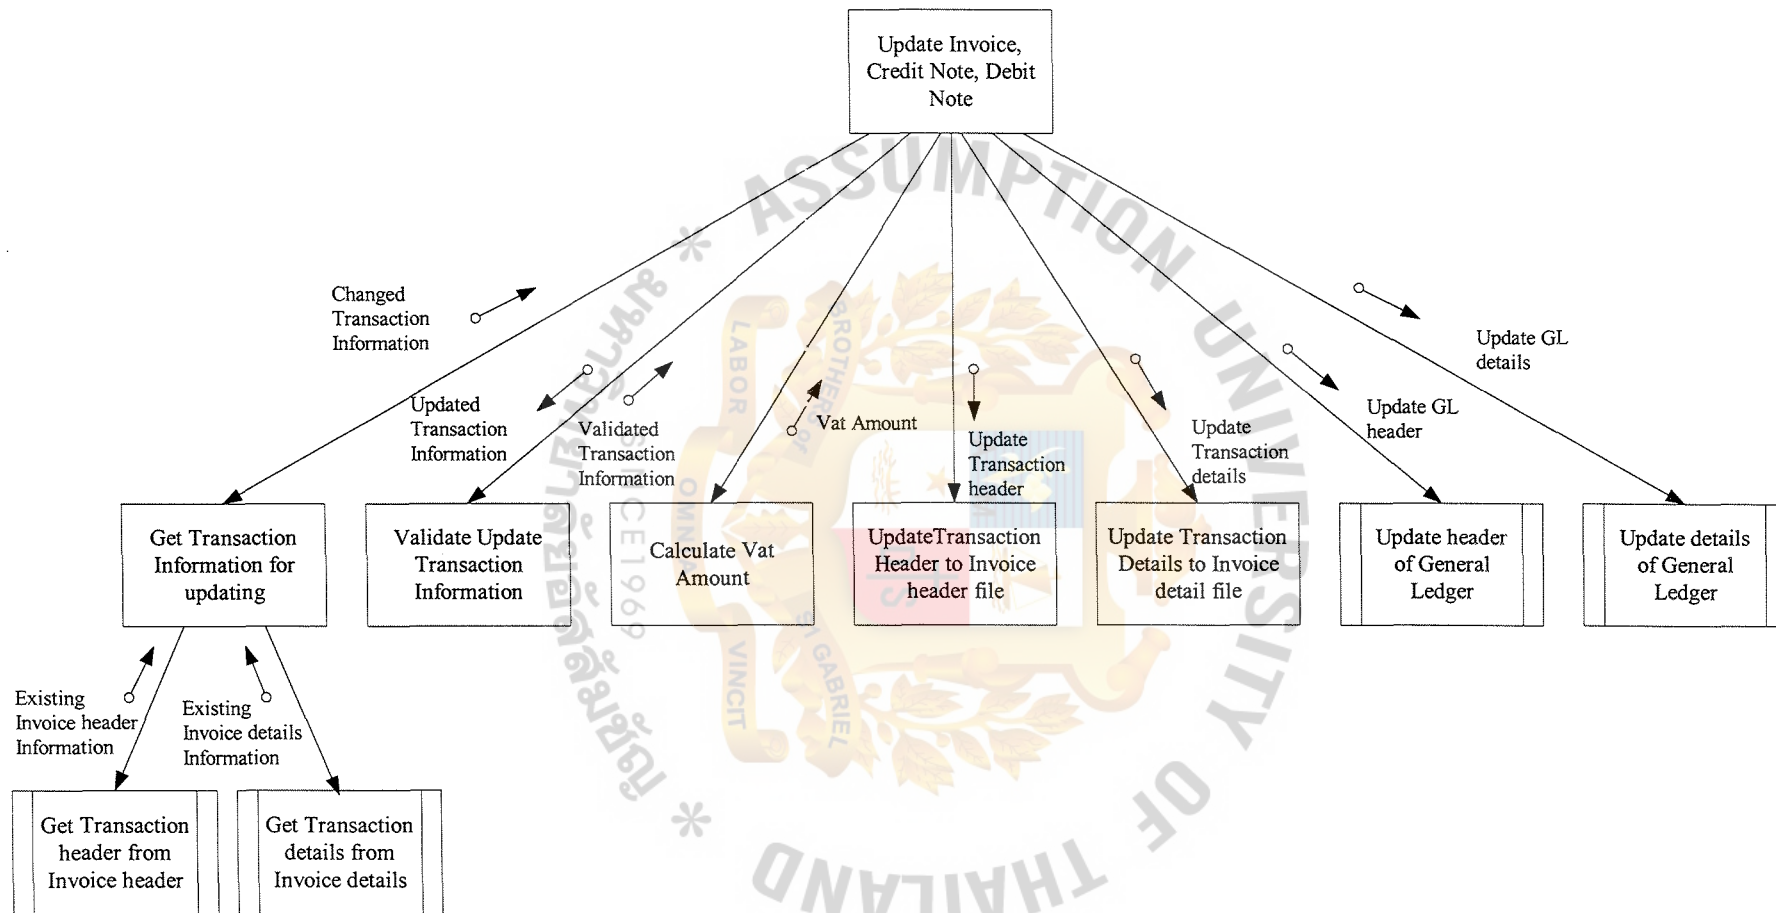 Update Invoice,
Credit Note, Debit
Note
Changed
Transaction
Information
Updated
Transaction
Information
Validated
Transaction
Information
Vat Amount
Update
Transaction
header
Update
Transaction
details
Update GL
header
Update GL
details
Get Transaction
Information for
updating
Validate Update
Transaction
Information
Calculate Vat
Amount
UpdateTransaction
Header to Invoice
header file
Update Transaction
Details to Invoice
detail file
Update header
of General
Ledger
Update details
of General
Ledger
Existing
Invoice header
Information
Existing
Invoice details
Information
Get Transaction
header from
Invoice header
Get Transaction
details from
Invoice details
ASSUMPTION UNIVERSITY OF THAILAND
BROTHERS OF
ST GABRIEL
LABOR
OMNIA
VINCIT
SINCE1969